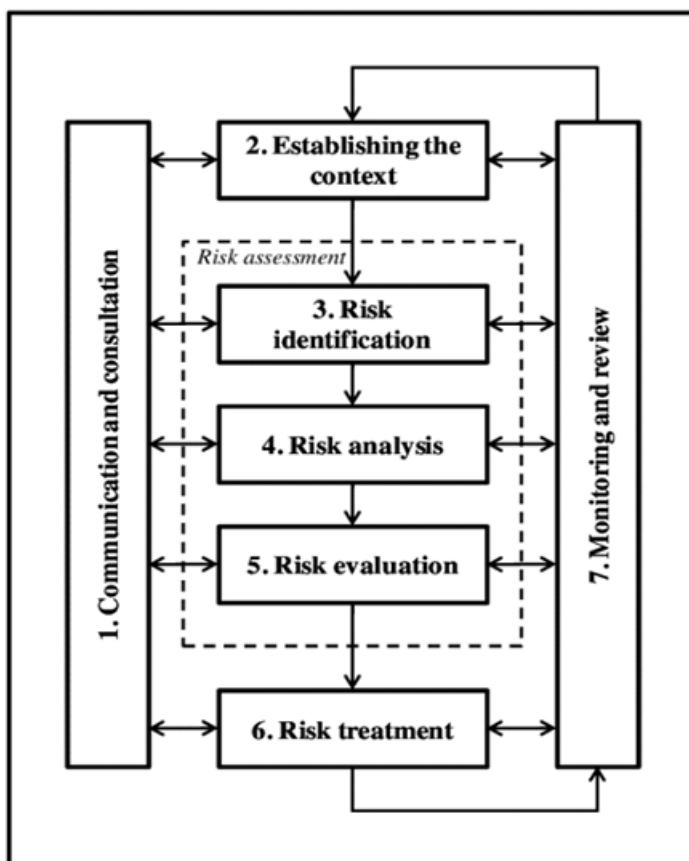 1. Communication and consultation
2. Establishing the
context
Risk assessment
3. Risk
identification
4. Risk analysis
5. Risk evaluation
6. Risk treatment
7. Monitoring and review